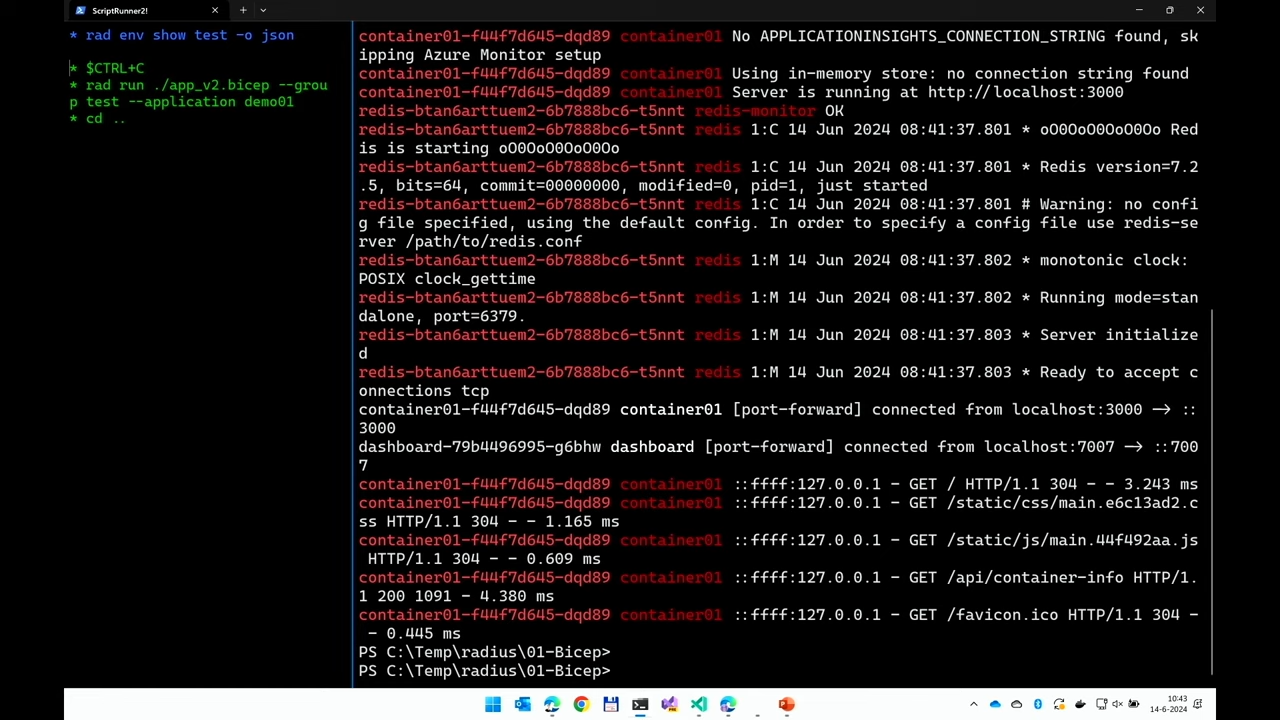 ScriptRunner2!
* rad env show test -o json
* $CTRL+C
* rad run ./app_v2.bicep --grou
p test --application demo01
* cd ..
container01-f44f7d645-dqd89 container01 No APPLICATIONINSIGHTS_CONNECTION_STRING found, sk
ipping Azure Monitor setup
container01-f44f7d645-dqd89 container01 Using in-memory store: no connection string found
container01-f44f7d645-dqd89 container01 Server is running at http://localhost:3000
redis-btan6arttuem2-6b7888bc6-t5nnt redis-monitor OK
redis-btan6arttuem2-6b7888bc6-t5nnt redis 1:C 14 Jun 2024 08:41:37.801 * oO0OoO0OoO0Oo Red
is is starting oO0OoO0OoO0Oo
redis-btan6arttuem2-6b7888bc6-t5nnt redis 1:C 14 Jun 2024 08:41:37.801 * Redis version=7.2
.5, bits=64, commit=00000000, modified=0, pid=1, just started
redis-btan6arttuem2-6b7888bc6-t5nnt redis 1:C 14 Jun 2024 08:41:37.801 # Warning: no confi
g file specified, using the default config. In order to specify a config file use redis-se
rver /path/to/redis.conf
redis-btan6arttuem2-6b7888bc6-t5nnt redis 1:M 14 Jun 2024 08:41:37.802 * monotonic clock:
POSIX clock_gettime
redis-btan6arttuem2-6b7888bc6-t5nnt redis 1:M 14 Jun 2024 08:41:37.802 * Running mode=stan
dalone, port=6379.
redis-btan6arttuem2-6b7888bc6-t5nnt redis 1:M 14 Jun 2024 08:41:37.803 * Server initialize
d
redis-btan6arttuem2-6b7888bc6-t5nnt redis 1:M 14 Jun 2024 08:41:37.803 * Ready to accept c
onnections tcp
container01-f44f7d645-dqd89 container01 [port-forward] connected from localhost:3000 -> ::
3000
dashboard-79b4496995-g6bhw dashboard [port-forward] connected from localhost:7007 -> ::700
7
container01-f44f7d645-dqd89 container01 ::ffff:127.0.0.1 - GET / HTTP/1.1 304 - - 3.243 ms
container01-f44f7d645-dqd89 container01 ::ffff:127.0.0.1 - GET /static/css/main.e6c13ad2.c
ss HTTP/1.1 304 - - 1.165 ms
container01-f44f7d645-dqd89 container01 ::ffff:127.0.0.1 - GET /static/js/main.44f492aa.js
HTTP/1.1 304 - - 0.609 ms
container01-f44f7d645-dqd89 container01 ::ffff:127.0.0.1 - GET /api/container-info HTTP/1.
1 200 1091 - 4.380 ms
container01-f44f7d645-dqd89 container01 ::ffff:127.0.0.1 - GET /favicon.ico HTTP/1.1 304 -
- 0.445 ms
PS C:\Temp\radius\01-Bicep>
PS C:\Temp\radius\01-Bicep>
10:43
14-6-2024